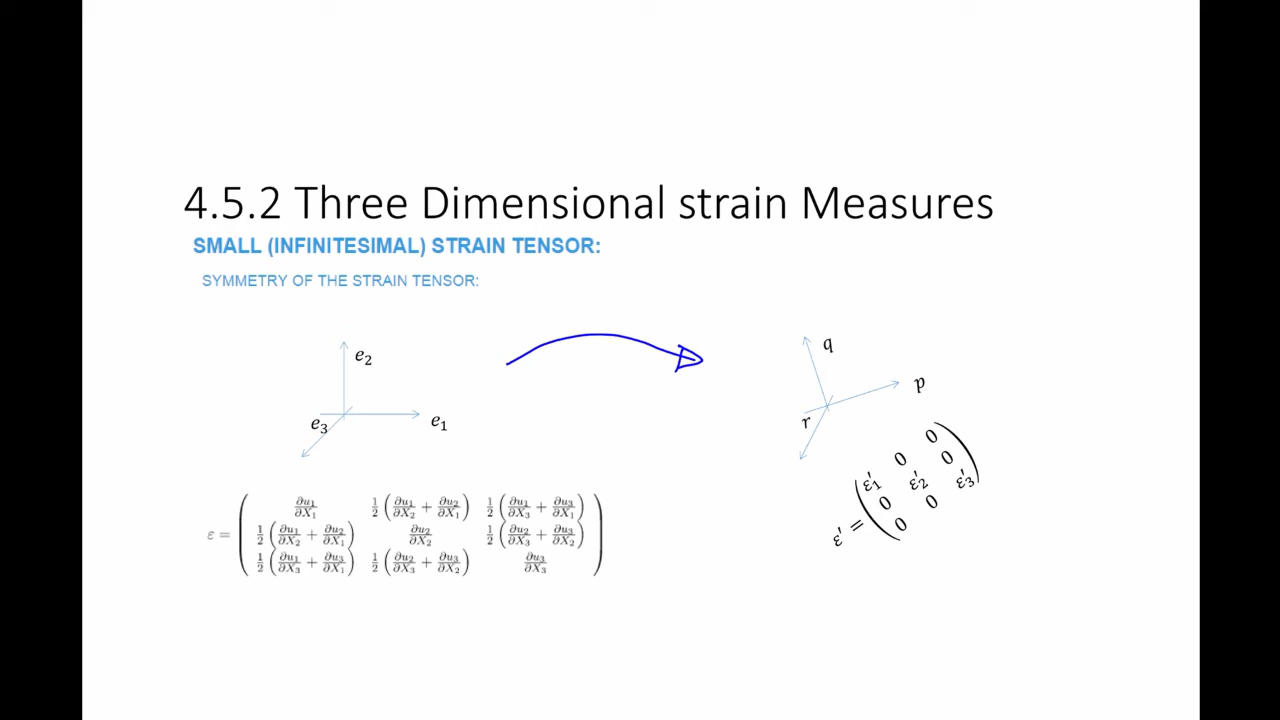 4.5.2 Three Dimensional strain Measures
SMALL (INFINITESIMAL) STRAIN TENSOR:
SYMMETRY OF THE STRAIN TENSOR:
e₂
e₃
e₁
q
p
r
ε = ( ∂u₁/∂X₁  ½(∂u₁/∂X₂ + ∂u₂/∂X₁)  ½(∂u₁/∂X₃ + ∂u₃/∂X₁)
½(∂u₁/∂X₂ + ∂u₂/∂X₁)  ∂u₂/∂X₂  ½(∂u₂/∂X₃ + ∂u₃/∂X₂)
½(∂u₁/∂X₃ + ∂u₃/∂X₁)  ½(∂u₂/∂X₃ + ∂u₃/∂X₂)  ∂u₃/∂X₃ )
ε′ = ( ε′₁ 0 0
0 ε′₂ 0
0 0 ε′₃ )